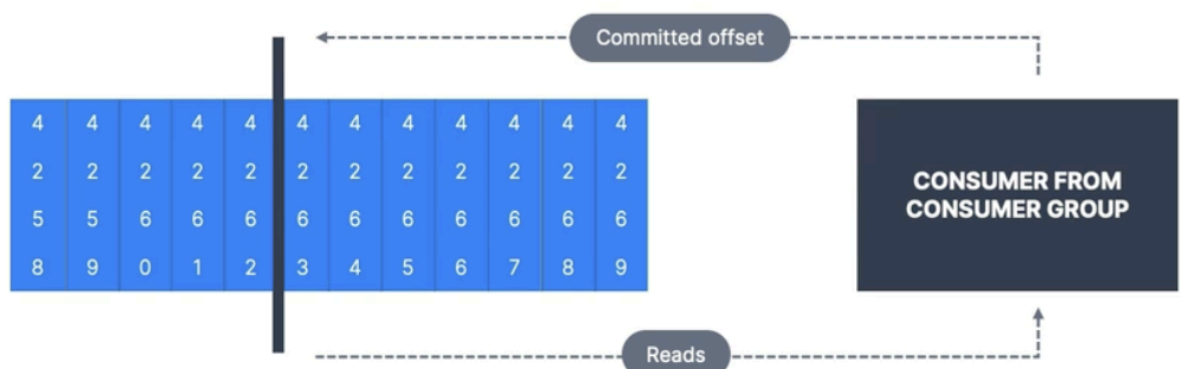 Committed offset
4 4 4 4 4 4 4 4 4 4 4 4
2 2 2 2 2 2 2 2 2 2 2 2
5 5 6 6 6 6 6 6 6 6 6 6
8 9 0 1 2 3 4 5 6 7 8 9
CONSUMER FROM
CONSUMER GROUP
Reads